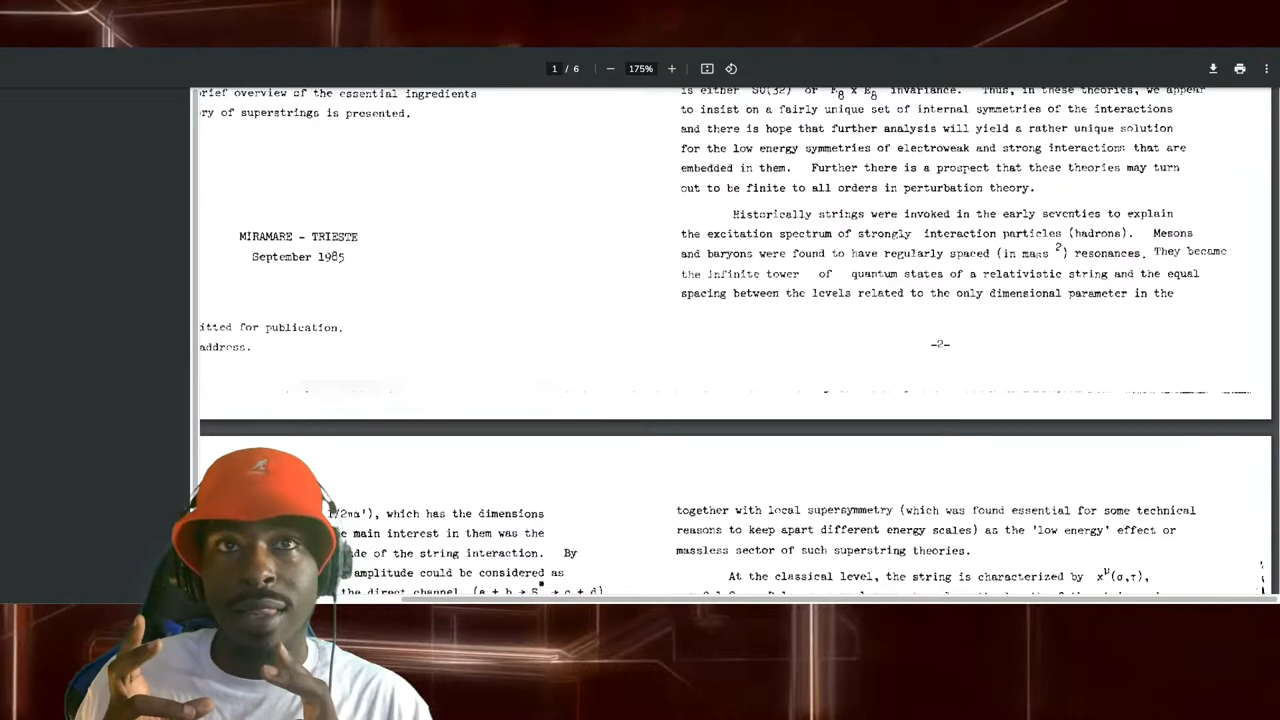 1 / 6 — 175% +
brief overview of the essential ingredients
ry of superstrings is presented.
MIRAMARE - TRIESTE
September 1985
itted for publication.
address.
is either SO(32) or E8 x E8 invariance. Thus, in these theories, we appear
to insist on a fairly unique set of internal symmetries of the interactions
and there is hope that further analysis will yield a rather unique solution
for the low energy symmetries of electroweak and strong interactions that are
embedded in them. Further there is a prospect that these theories may turn
out to be finite to all orders in perturbation theory.
Historically strings were invoked in the early seventies to explain
the excitation spectrum of strongly interaction particles (hadrons). Mesons
and baryons were found to have regularly spaced (in mass 2) resonances. They became
the infinite tower of quantum states of a relativistic string and the equal
spacing between the levels related to the only dimensional parameter in the
-2-
1/2πα'), which has the dimensions
e main interest in them was the
de of the string interaction. By
amplitude could be considered as
the direct channel (a + b → S* → c + d)
together with local supersymmetry (which was found essential for some technical
reasons to keep apart different energy scales) as the 'low energy' effect or
massless sector of such superstring theories.
At the classical level, the string is characterized by xμ(σ,τ),